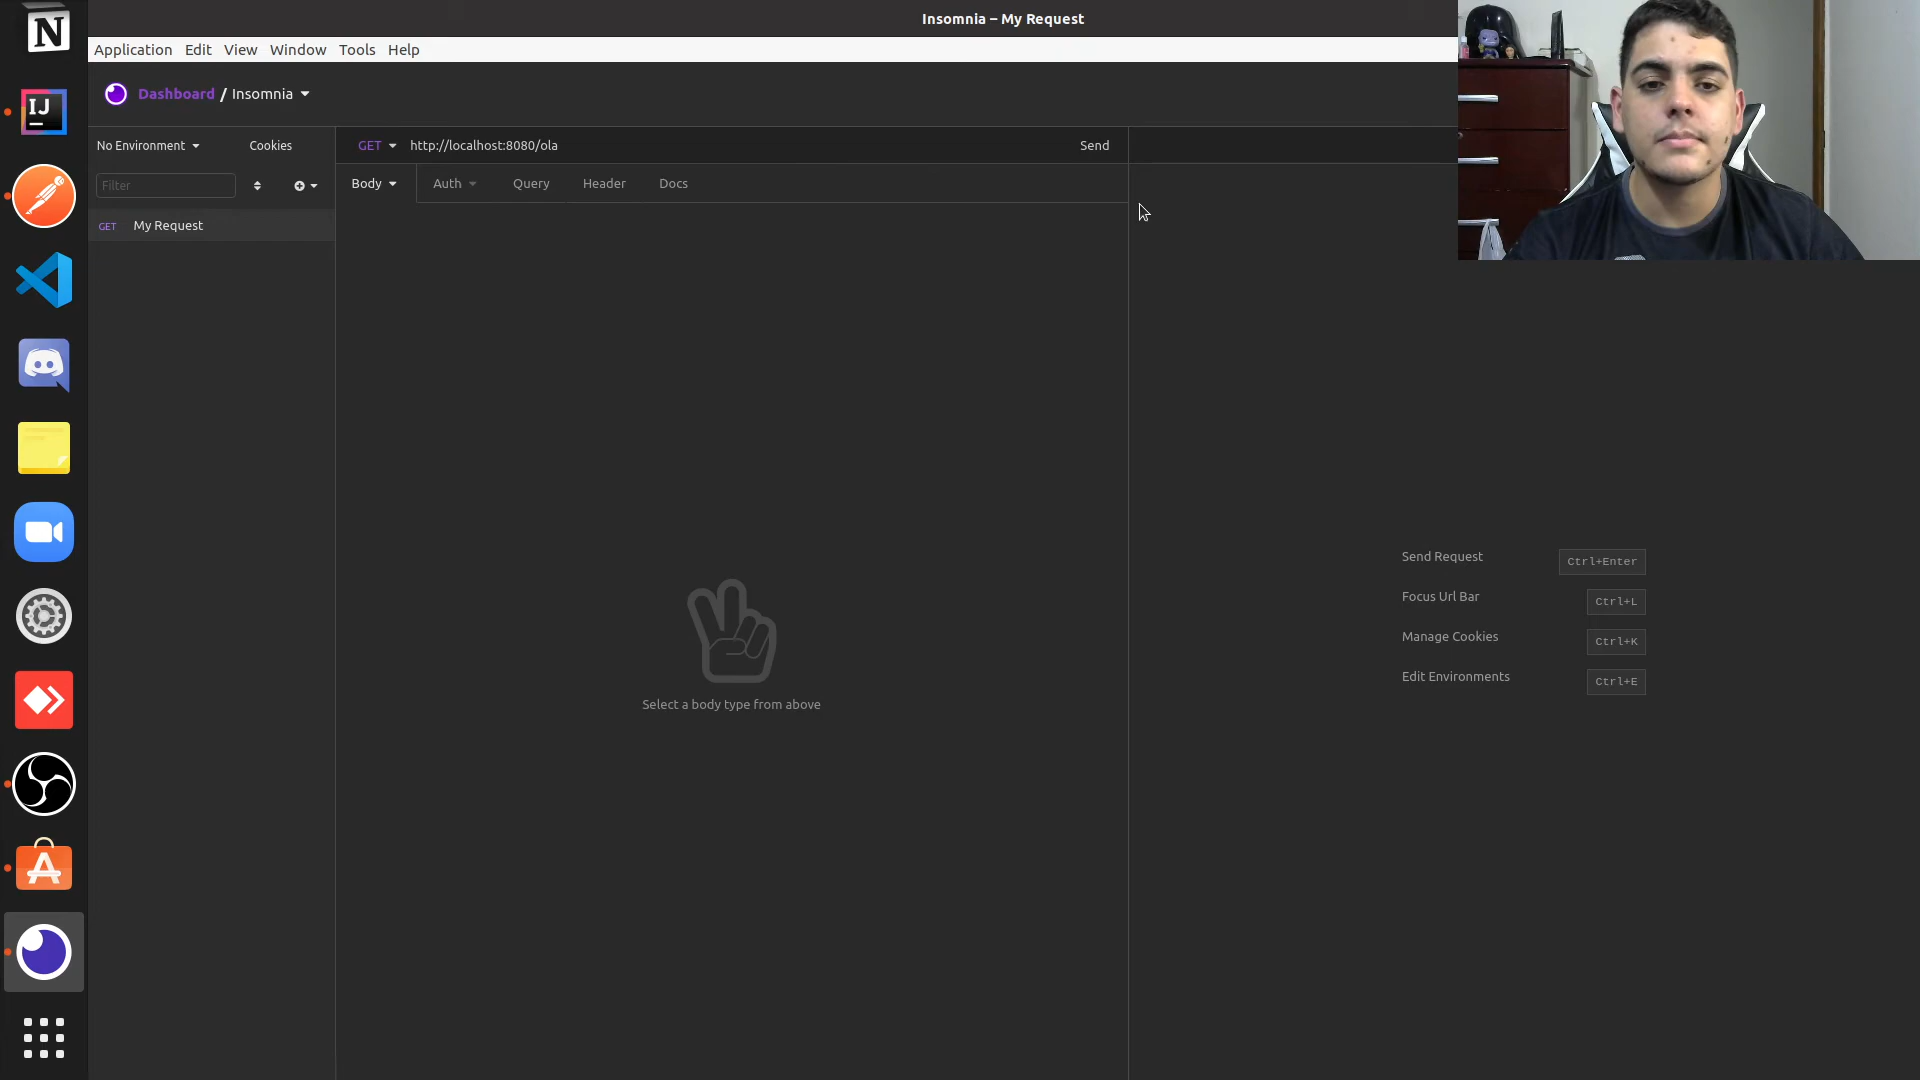 Insomnia – My Request
Application Edit View Window Tools Help
Dashboard / Insomnia
No Environment Cookies
GET http://localhost:8080/ola Send
Filter
Body Auth Query Header Docs
GET My Request
Select a body type from above
Send Request Ctrl+Enter
Focus Url Bar Ctrl+L
Manage Cookies Ctrl+K
Edit Environments Ctrl+E
N
IJ